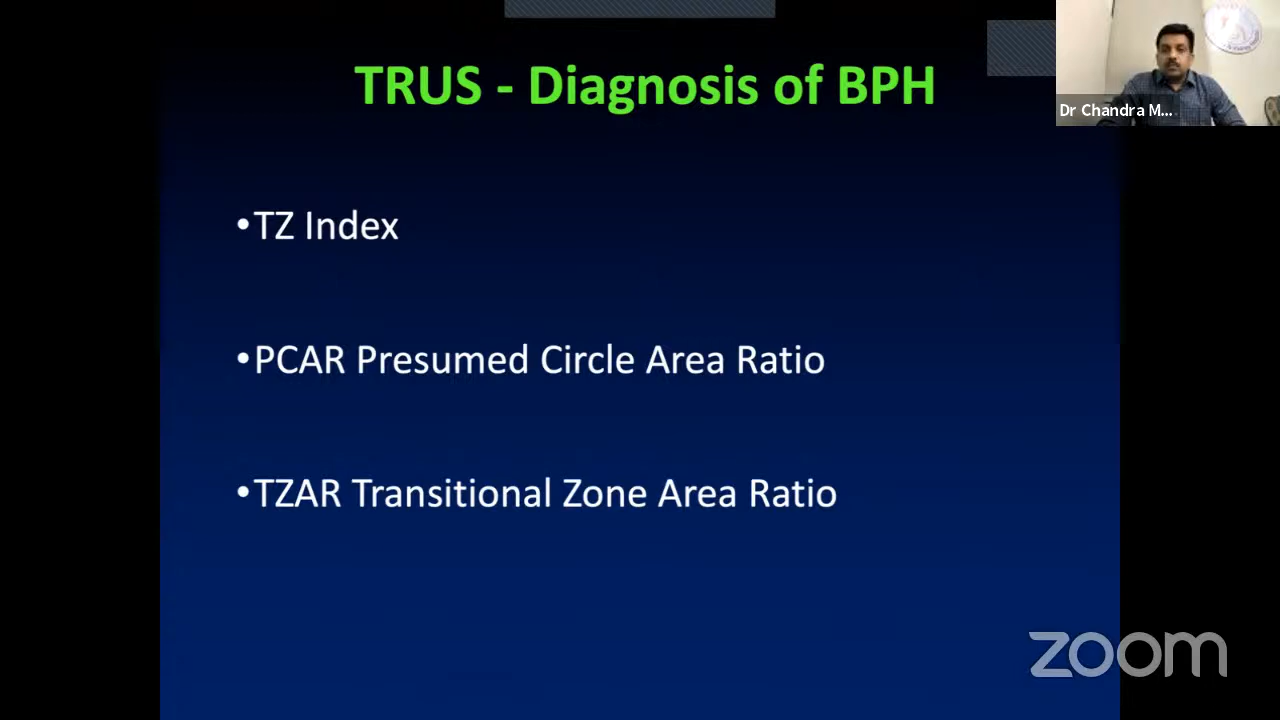 TRUS - Diagnosis of BPH
Dr Chandra M...
•TZ Index
•PCAR Presumed Circle Area Ratio
•TZAR Transitional Zone Area Ratio
zoom